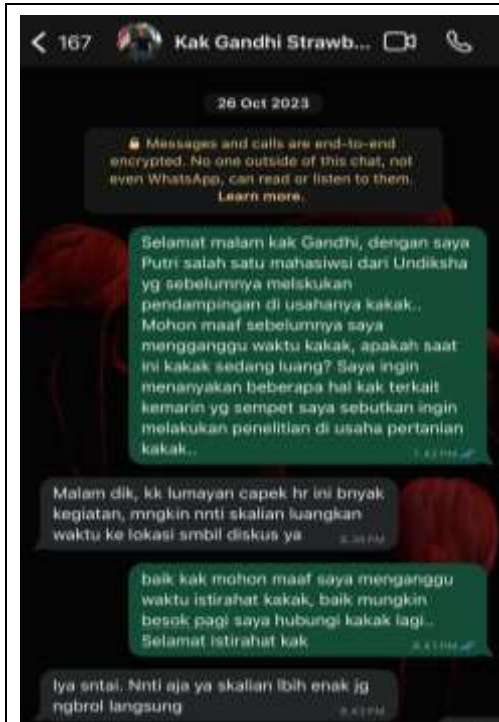 167 Kak Gandhi Strawb...
26 Oct 2023
Messages and calls are end-to-end
encrypted. No one outside of this chat, not
even WhatsApp, can read or listen to them.
Learn more.
Selamat malam kak Gandhi, dengan saya
Putri salah satu mahasiwsi dari Undiksha
yg sebelumnya melskukan
pendampingan di usahanya kakak..
Mohon maaf sebelumnya saya
mengganggu waktu kakak, apakah saat
ini kakak sedang luang? Saya ingin
menanyakan beberapa hal kak terkait
kemarin yg sempet saya sebutkan ingin
melakukan penelitian di usaha pertanian
kakak..
Malam dik, kk lumayan capek hr ini bnyak
kegiatan, mngkin nnti skalian luangkan
waktu ke lokasi smbil diskus ya
baik kak mohon maaf saya menganggu
waktu istirahat kakak, baik mungkin
besok pagi saya hubungi kakak lagi..
Selamat istirahat kak
Iya sntai. Nnti aja ya skalian lbih enak jg
ngbrol langsung